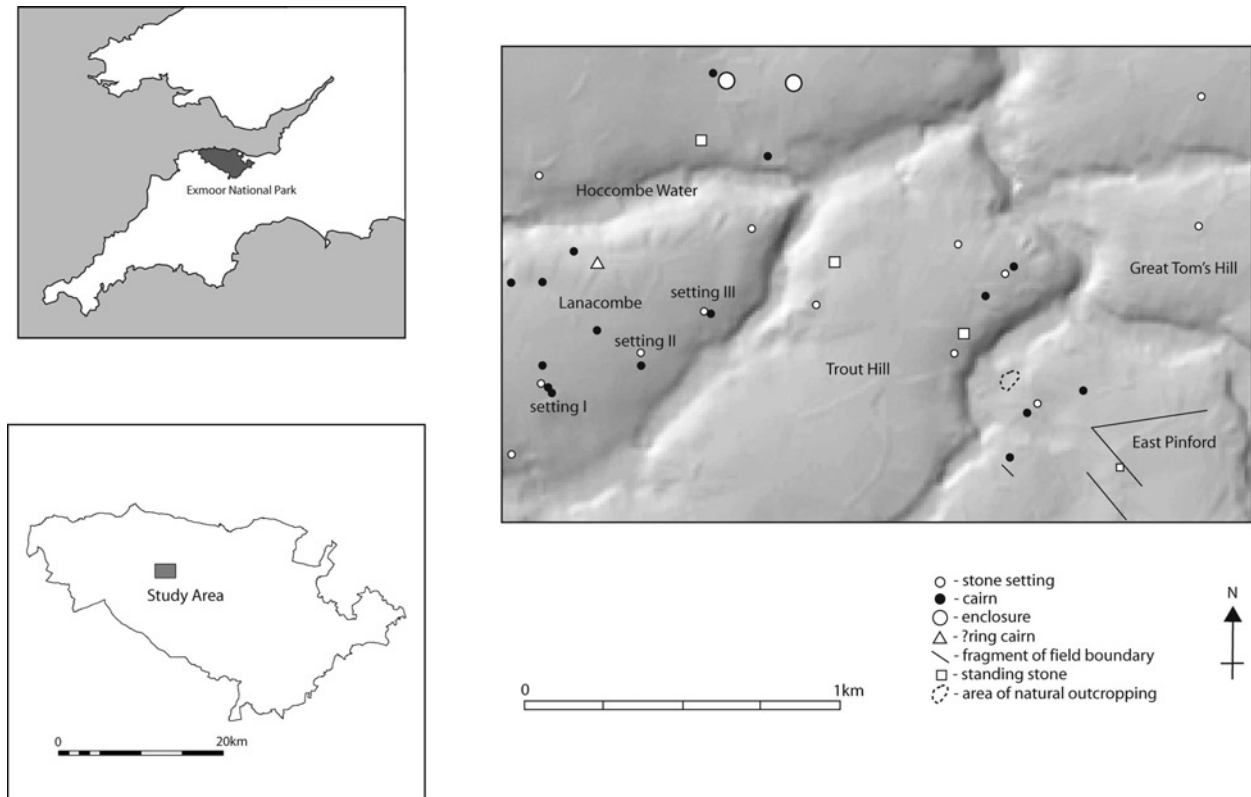 Exmoor National Park
Study Area
0 20km
Hoccombe Water
Lanacombe
setting III
setting II
setting I
Trout Hill
Great Tom's Hill
East Pinford
0 1km
- stone setting
- cairn
- enclosure
- ?ring cairn
- fragment of field boundary
- standing stone
- area of natural outcropping
N